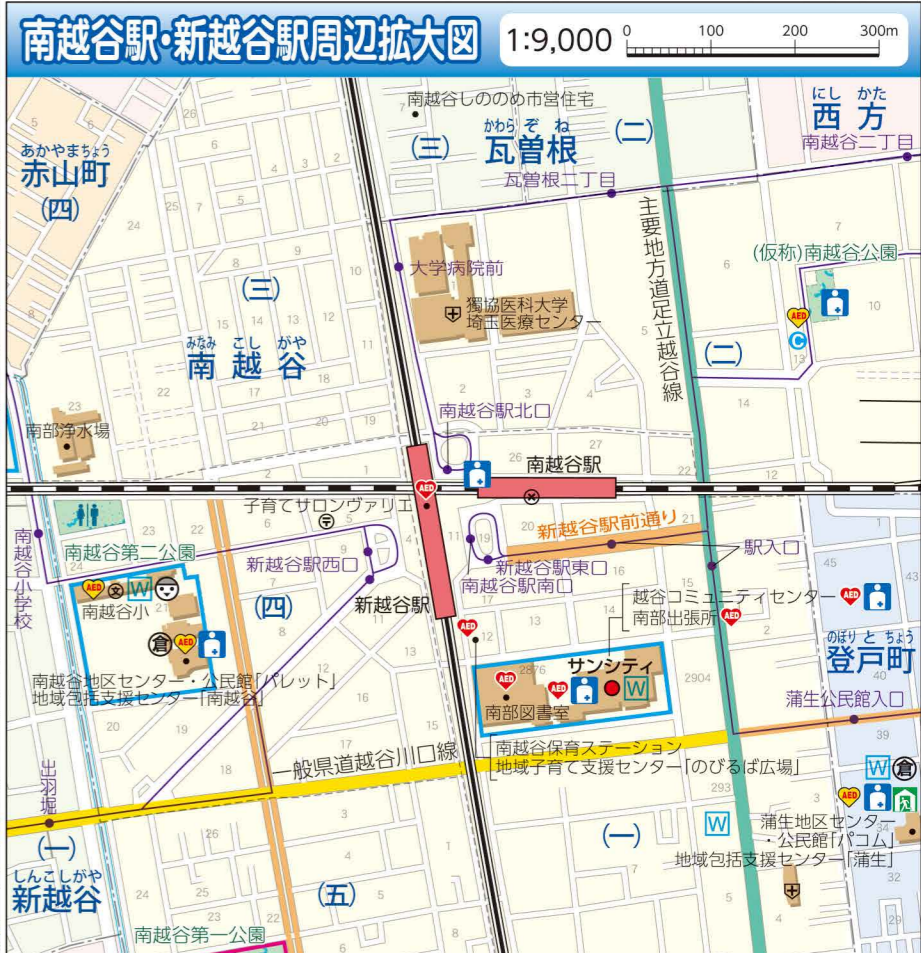 南越谷駅・新越谷駅周辺拡大図
1:9,000
0 100 200 300m
南越谷しののめ市営住宅
にし かた
西方
南越谷二丁目
あかやまちょう
赤山町
(四)
(三)
かわら ぞ ね
瓦曽根
(二)
瓦曽根二丁目
主要地方道足立越谷線
(仮称)南越谷公園
大学病院前
獨協医科大学
埼玉医療センター
(三)
みなみ こし がや
南越谷
(二)
AED
C
南部浄水場
南越谷駅北口
南越谷駅
AED
子育てサロンヴァリエ
南越谷小学校
南越谷第二公園
新越谷駅西口
新越谷駅
新越谷駅前通り
新越谷駅東口
南越谷駅南口
駅入口
AED
文
W
南越谷小
(四)
倉
AED
南越谷地区センター・公民館「パレット」
地域包括支援センター「南越谷」
越谷コミュニティセンター
AED
南部出張所
AED
AED
のぼり と ちょう
登戸町
サンシティ
2876
AED
AED
W
南部図書室
2904
蒲生公民館入口
南越谷保育ステーション
地域子育て支援センター「のびるば広場」
一般県道越谷川口線
出羽堀
293
W
W
倉
AED
蒲生地区センター
・公民館「パコム」
地域包括支援センター「蒲生」
(一)
しんこしがや
新越谷
(五)
(一)
南越谷第一公園